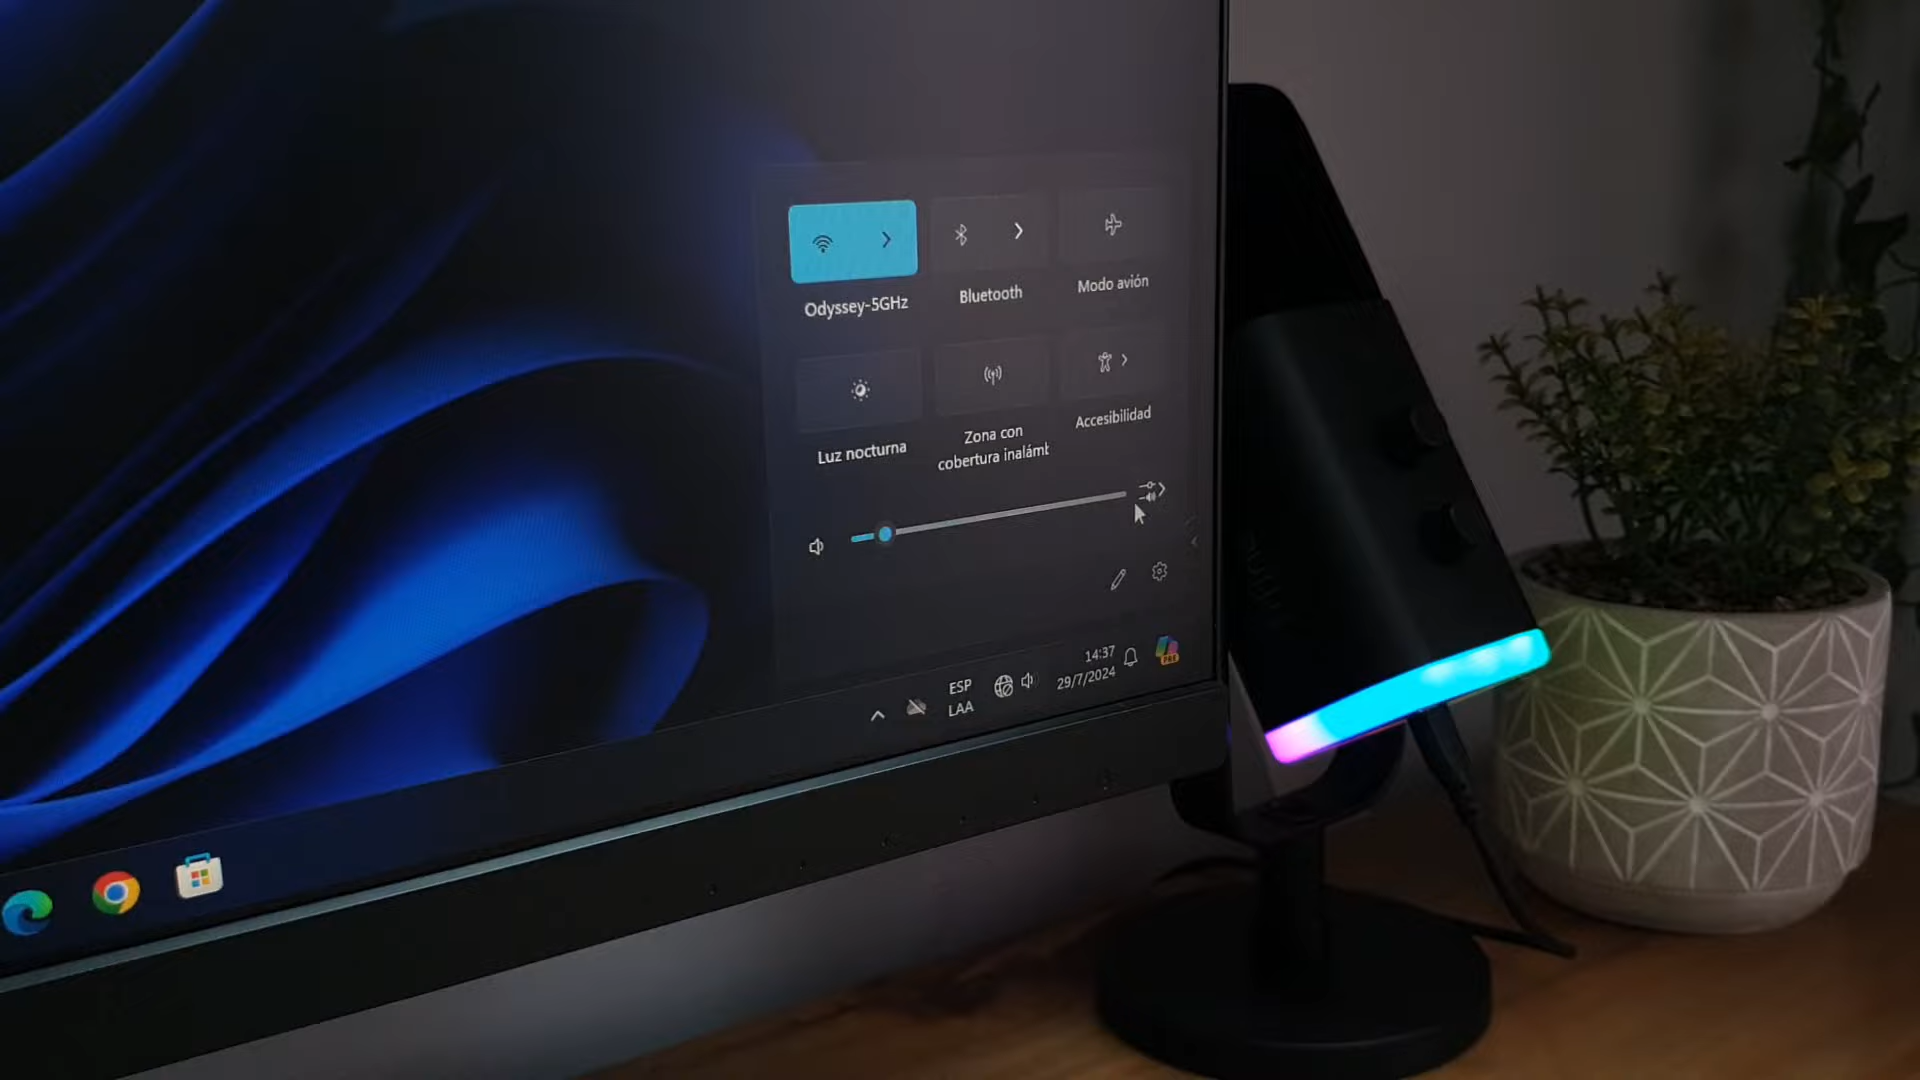 Odyssey-5GHz
Bluetooth
Modo avión
Luz nocturna
Zona con
cobertura inalámb
Accesibilidad
ESP
LAA
14:37
29/7/2024
PRE